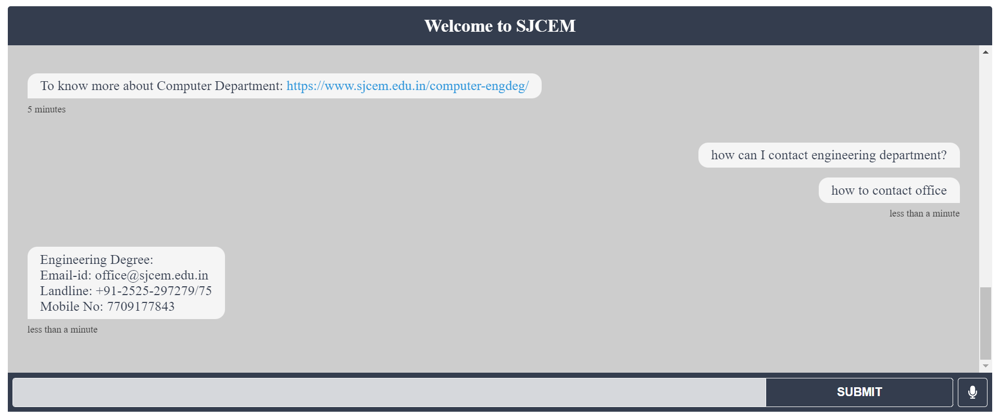 Welcome to SJCEM
To know more about Computer Department: https://www.sjcem.edu.in/computer-engdeg/
5 minutes
how can I contact engineering department?
how to contact office
less than a minute
Engineering Degree:
Email-id: office@sjcem.edu.in
Landline: +91-2525-297279/75
Mobile No: 7709177843
less than a minute
SUBMIT